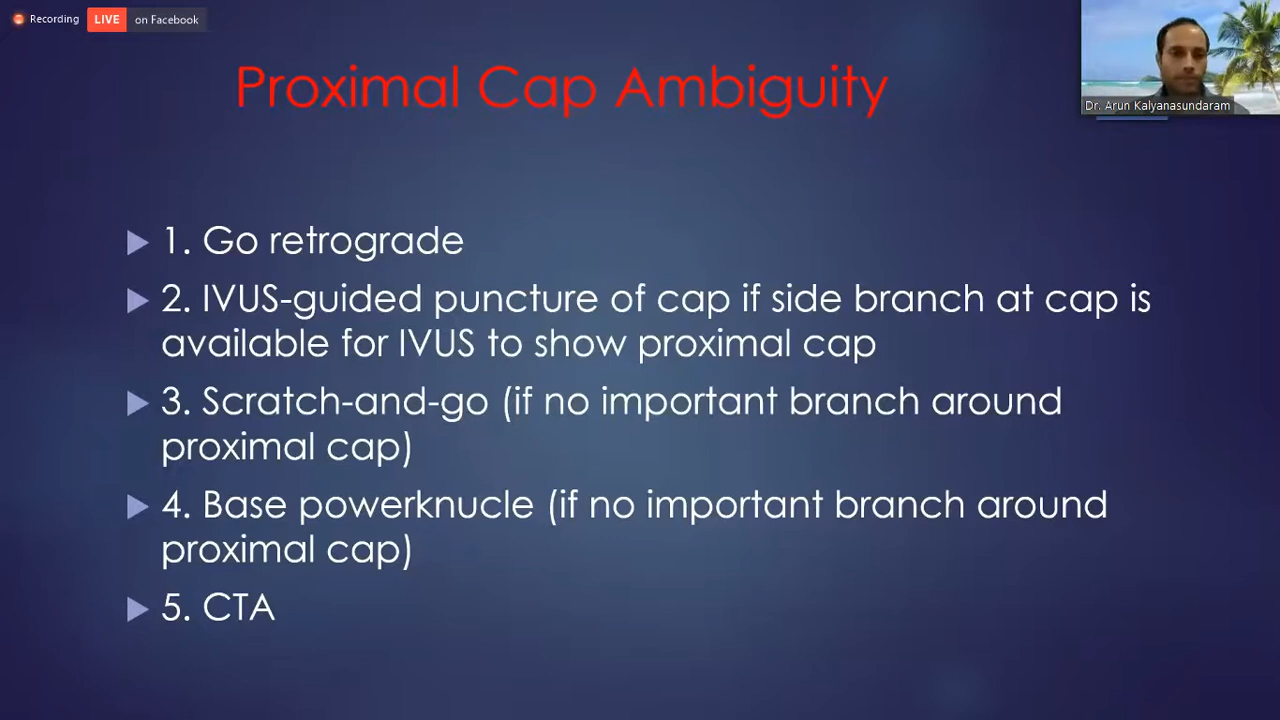 Recording
LIVE on Facebook
Proximal Cap Ambiguity
Dr. Arun Kalyanasundaram
1. Go retrograde
2. IVUS-guided puncture of cap if side branch at cap is
available for IVUS to show proximal cap
3. Scratch-and-go (if no important branch around
proximal cap)
4. Base powerknucle (if no important branch around
proximal cap)
5. CTA